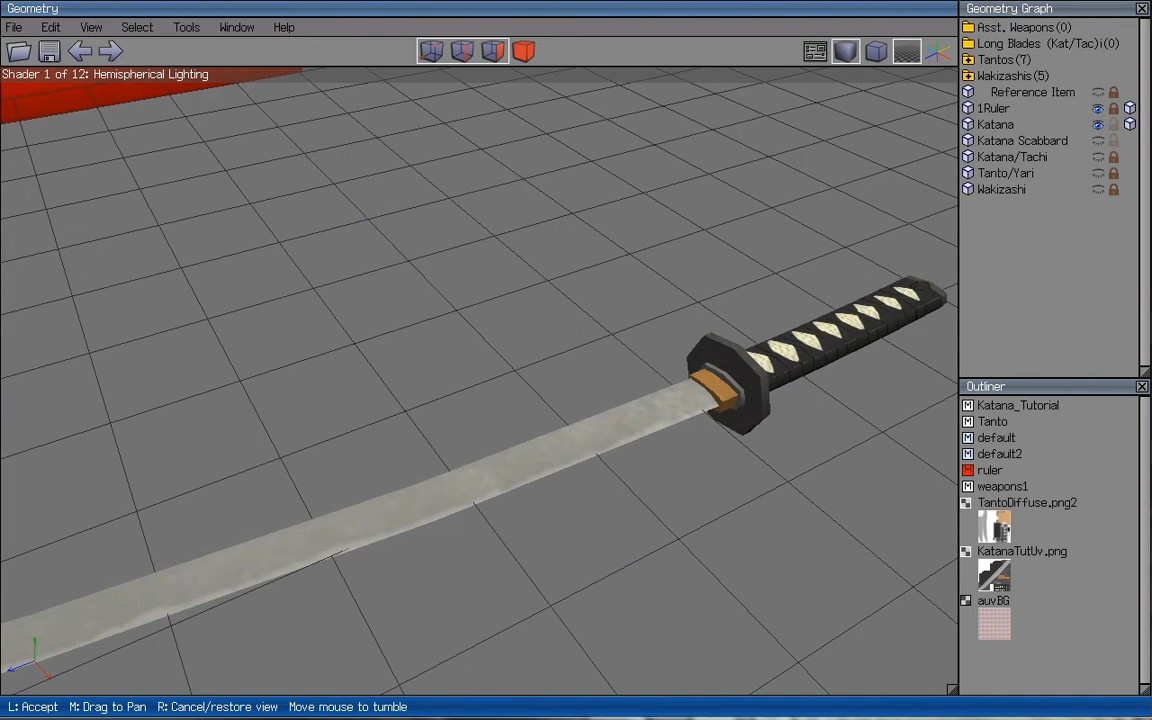 Geometry
File Edit View Select Tools Window Help
Shader 1 of 12: Hemispherical Lighting
Geometry Graph
Asst. Weapons(0)
Long Blades (Kat/Tac)i(0)
Tantos(7)
Wakizashis(5)
Reference Item
1Ruler
Katana
Katana Scabbard
Katana/Tachi
Tanto/Yari
Wakizashi
Outliner
Katana_Tutorial
Tanto
default
default2
ruler
weapons1
TantoDiffuse.png2
KatanaTutUv.png
auvBG
L: Accept M: Drag to Pan R: Cancel/restore view Move mouse to tumble